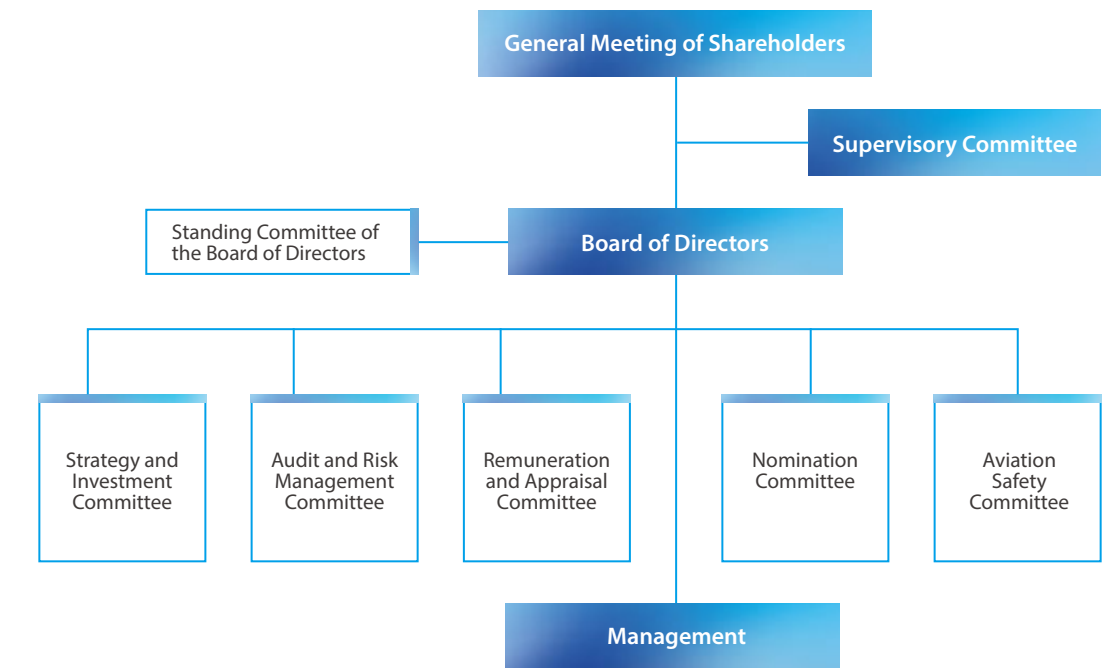 General Meeting of Shareholders
Supervisory Committee
Standing Committee of
the Board of Directors
Board of Directors
Strategy and
Investment
Committee
Audit and Risk
Management
Committee
Remuneration
and Appraisal
Committee
Nomination
Committee
Aviation
Safety
Committee
Management